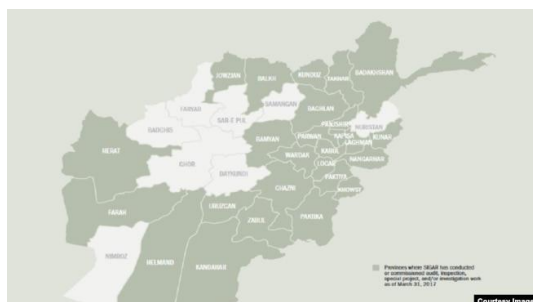 JOWZJAN
BALKH
KUNDUZ
TAKHAR
BADAKHSHAN
FARYAB
SAR-E PUL
SAMANGAN
BAGHLAN
PANJSHIR
NURISTAN
BADGHIS
KAPISA
KUNAR
LAGHMAN
HERAT
BAMYAN
PARWAN
KABUL
NANGARHAR
WARDAK
LOGAR
GHOR
DAYKUNDI
PAKTIYA
KHOWST
GHAZNI
FARAH
URUZGAN
ZABUL
PAKTIKA
NIMROZ
HELMAND
KANDAHAR
Provinces where SIGAR has conducted
or commissioned audit, inspection,
special project, and/or investigation work
as of March 31, 2012
Courtesy Image